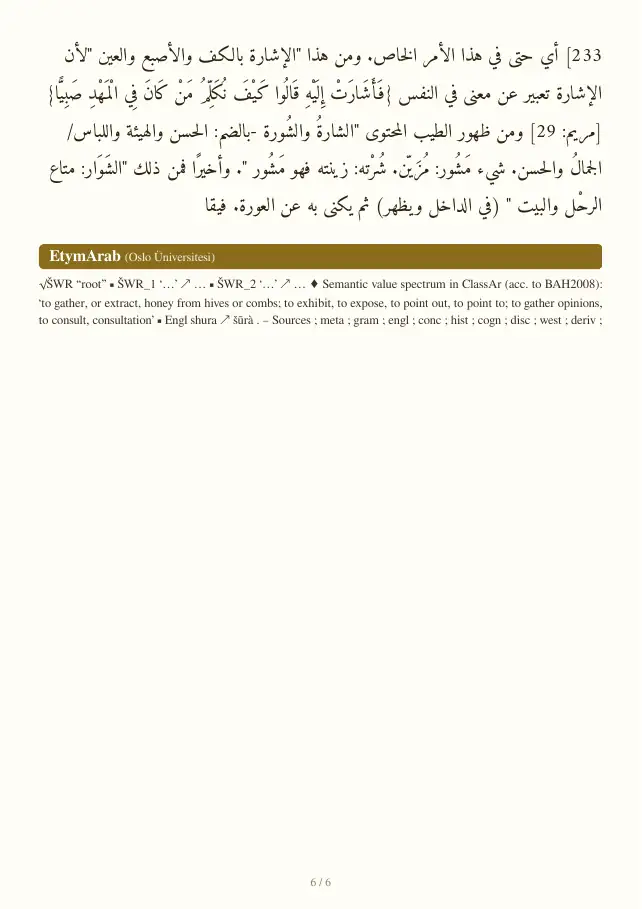 233] أي حتى في هذا الأمر الخاص. ومن هذا "الإشارة بالكف والأصبع والعين "لأن
الإشارة تعبير عن معنى في النفس {فَأَشَارَتْ إِلَيْهِ قَالُوا كَيْفَ نُكَلِّمُ مَنْ كَانَ فِي الْمَهْدِ صَبِيًّا}
[مريم: 29] ومن ظهور الطيب المحتوى "الشارةُ والشُورة -بالضم: الحسن والهيئة واللباس/
الجمالُ والحسن. شيء مَشُور: مُزَيّن. شُرْته: زينته فهو مَشُور ". وأخيرًا فمن ذلك "الشَوَار: متاع
الرحْل والبيت " (في الداخل ويظهر) ثم يكنى به عن العورة. فيقا
EtymArab (Oslo Üniversitesi)
√ŠWR “root” ▪ ŠWR_1 ‘…’ ↗ … ▪ ŠWR_2 ‘…’ ↗ … ♦ Semantic value spectrum in ClassAr (acc. to BAH2008):
‘to gather, or extract, honey from hives or combs; to exhibit, to expose, to point out, to point to; to gather opinions,
to consult, consultation’ ▪ Engl shura ↗ šūrà . – Sources ; meta ; gram ; engl ; conc ; hist ; cogn ; disc ; west ; deriv ;
6 / 6